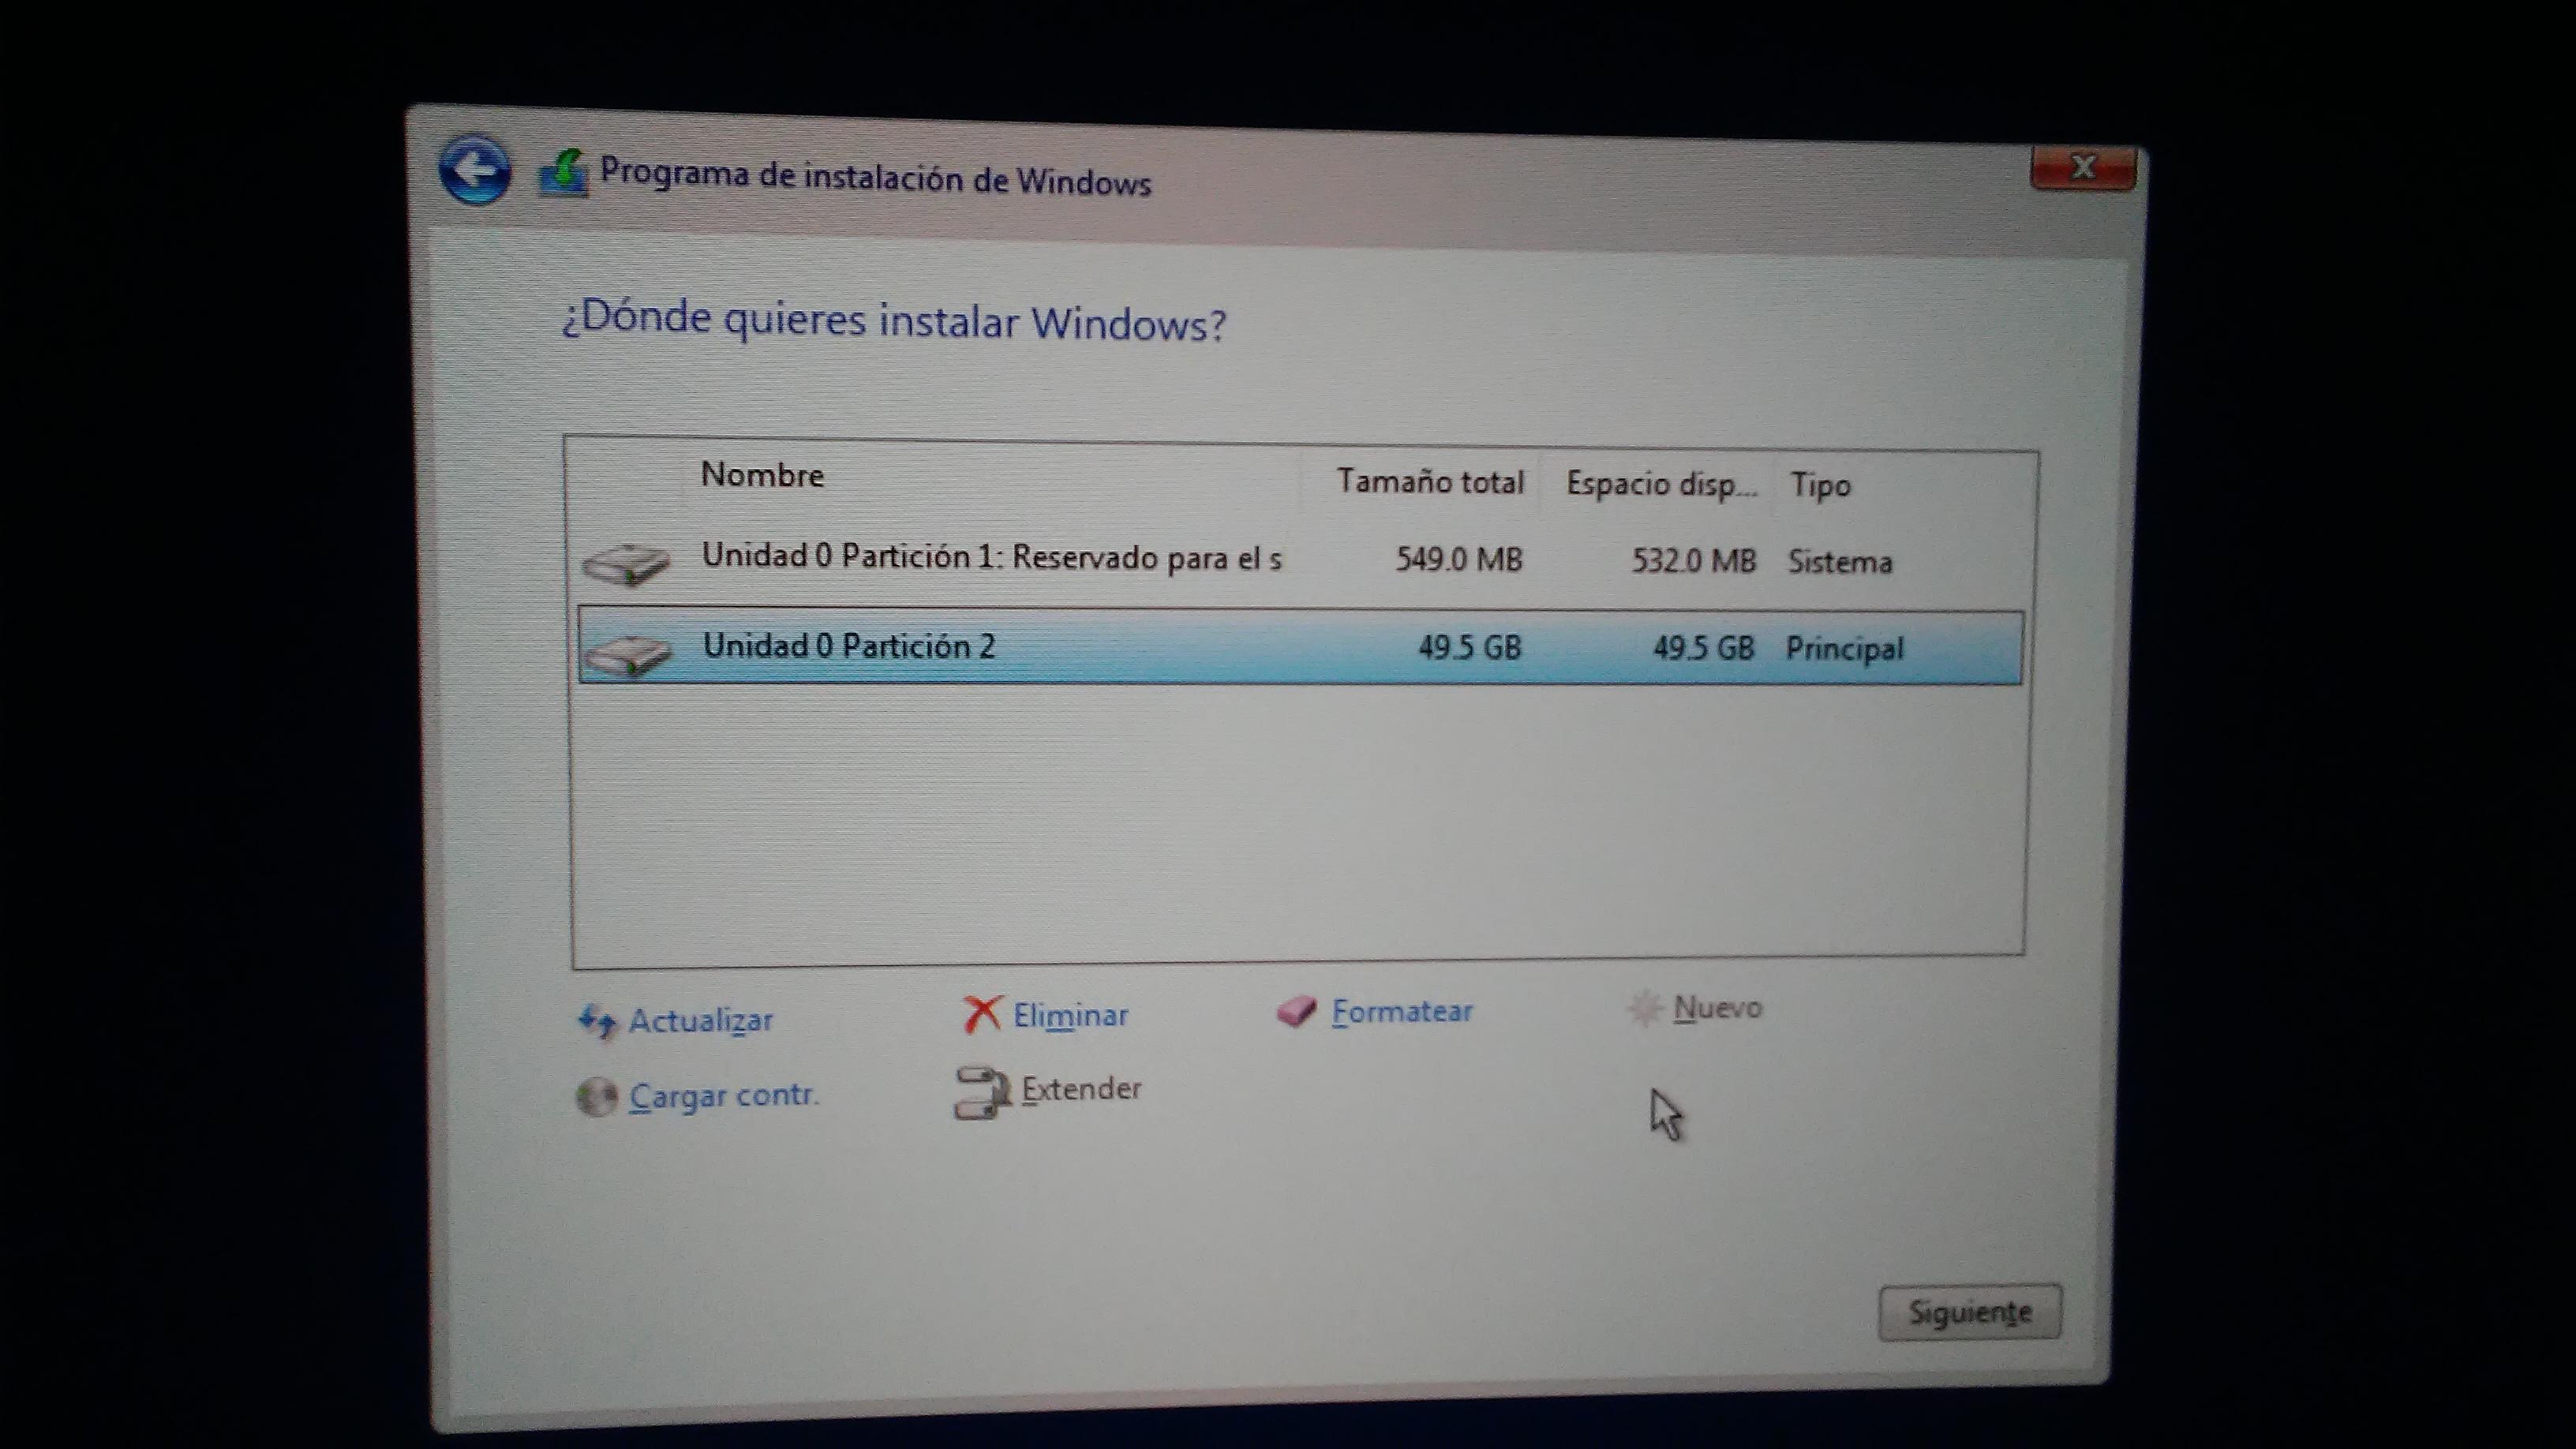 Programa de instalación de Windows
¿Dónde quieres instalar Windows?
Nombre Tamaño total Espacio disp... Tipo
Unidad 0 Partición 1: Reservado para el s 549.0 MB 532.0 MB Sistema
Unidad 0 Partición 2 49.5 GB 49.5 GB Principal
Actualizar Eliminar Formatear Nuevo
Cargar contr. Extender
Siguiente